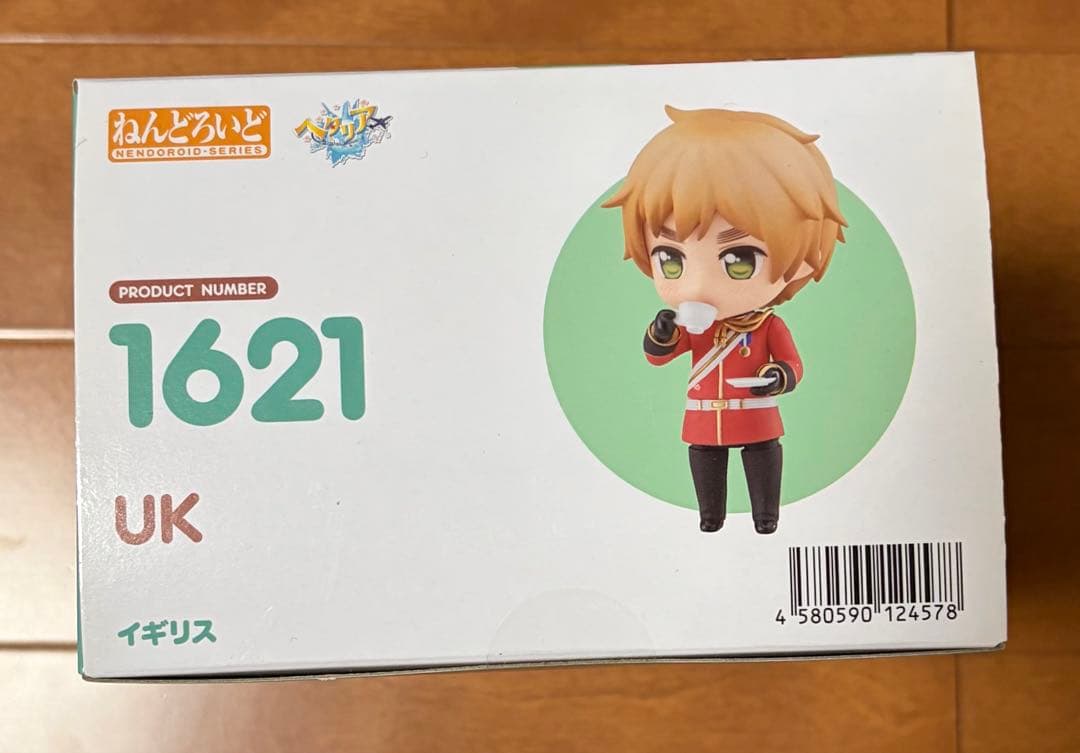 ねんどろいど
NENDOROID-SERIES
ヘタリア
PRODUCT NUMBER
1621
UK
イギリス
4 580590 124578